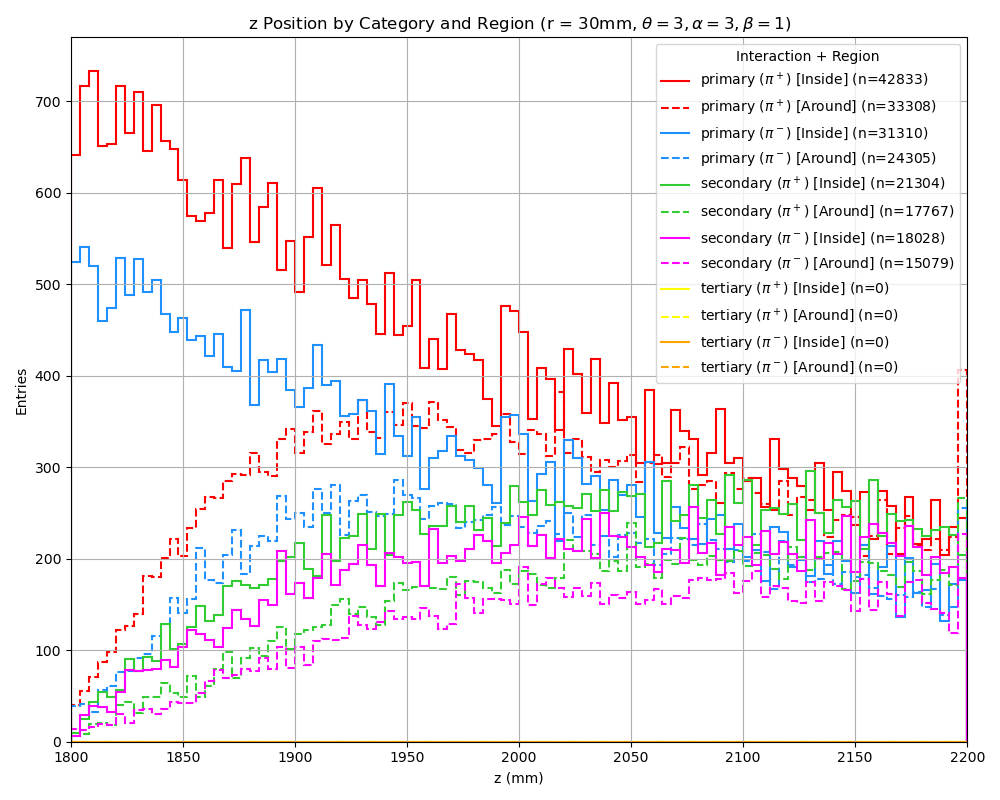 z Position by Category and Region (r = 30mm, θ = 3, α = 3, β = 1)
Interaction + Region
primary (π⁺) [Inside] (n=42833)
primary (π⁺) [Around] (n=33308)
primary (π⁻) [Inside] (n=31310)
primary (π⁻) [Around] (n=24305)
secondary (π⁺) [Inside] (n=21304)
secondary (π⁺) [Around] (n=17767)
secondary (π⁻) [Inside] (n=18028)
secondary (π⁻) [Around] (n=15079)
tertiary (π⁺) [Inside] (n=0)
tertiary (π⁺) [Around] (n=0)
tertiary (π⁻) [Inside] (n=0)
tertiary (π⁻) [Around] (n=0)
Entries
700
600
500
400
300
200
100
0
1800 1850 1900 1950 2000 2050 2100 2150 2200
z (mm)